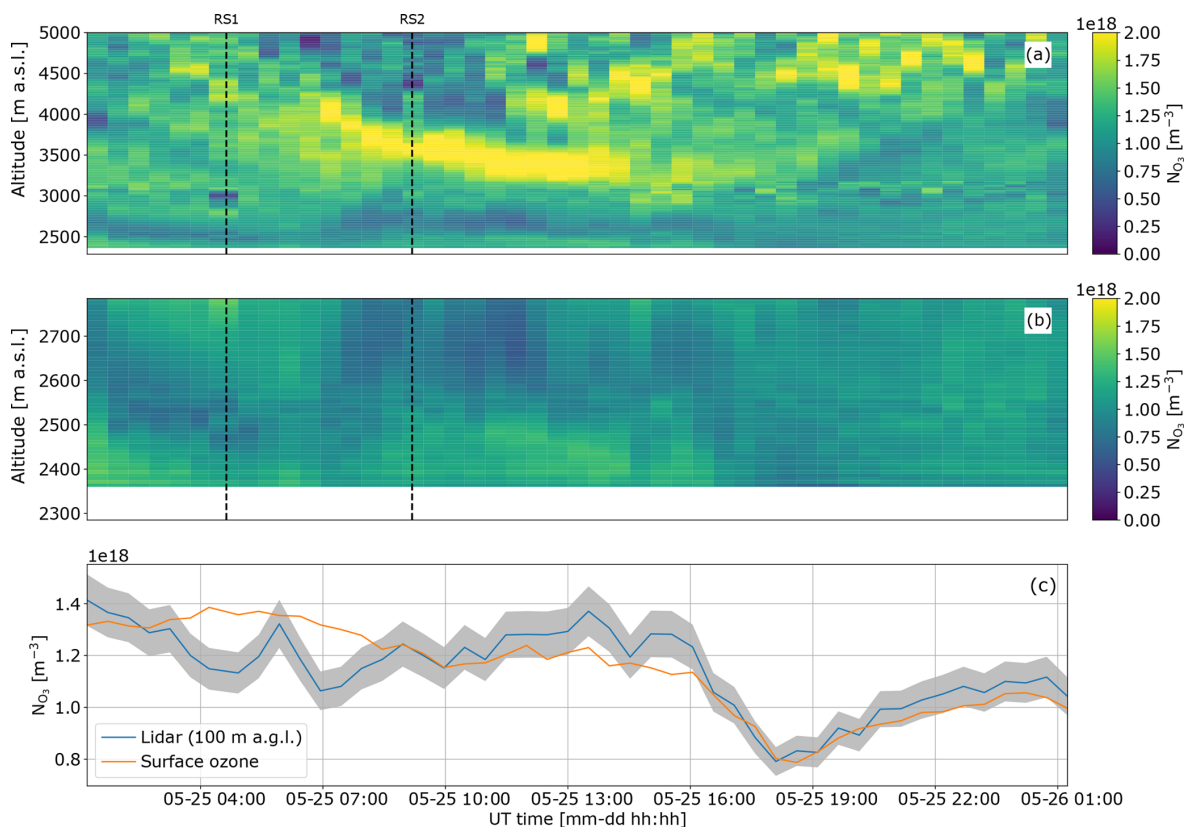 RS1 RS2
1e18
5000 2.00
(a)
4500 1.75
1.50
4000 1.25
3500 1.00
3000 0.75
0.50
2500 0.25
0.00
Altitude [m a.s.l.]
N_O₃ [m⁻³]
1e18
2.00
2700 (b) 1.75
1.50
2600 1.25
2500 1.00
2400 0.75
0.50
2300 0.25
0.00
Altitude [m a.s.l.]
N_O₃ [m⁻³]
1e18
(c)
1.4
1.2
1.0
0.8
N_O₃ [m⁻³]
Lidar (100 m a.g.l.)
Surface ozone
05-25 04:00 05-25 07:00 05-25 10:00 05-25 13:00 05-25 16:00 05-25 19:00 05-25 22:00 05-26 01:00
UT time [mm-dd hh:hh]